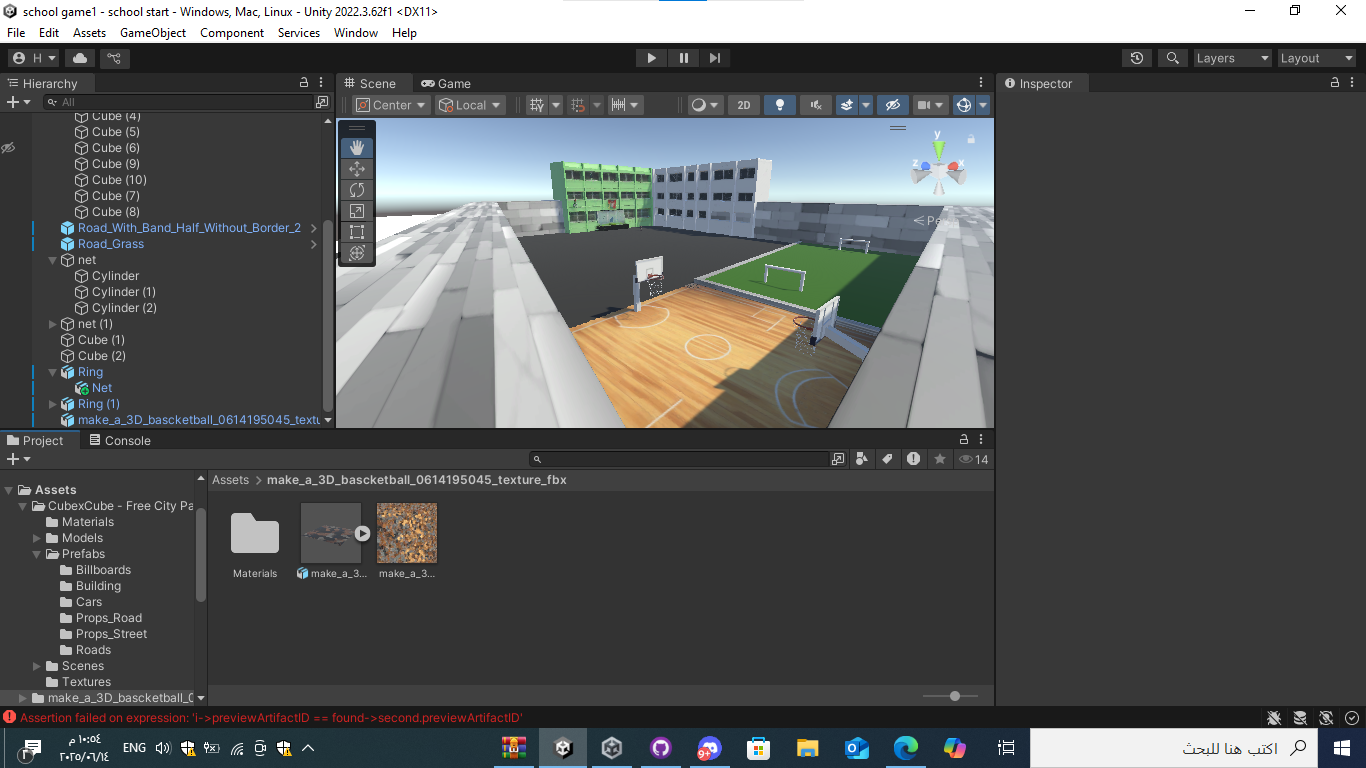 school game1 - school start - Windows, Mac, Linux - Unity 2022.3.62f1 <DX11>
File Edit Assets GameObject Component Services Window Help
H Layers Layout
Hierarchy
All
Cube (4)
Cube (5)
Cube (6)
Cube (9)
Cube (10)
Cube (7)
Cube (8)
Road_With_Band_Half_Without_Border_2
Road_Grass
net
Cylinder
Cylinder (1)
Cylinder (2)
net (1)
Cube (1)
Cube (2)
Ring
Net
Ring (1)
make_a_3D_bascketball_0614195045_textu
Scene Game
Center Local 2D
y
z x
Inspector
Project Console
14
Assets
CubexCube - Free City Pa
Materials
Models
Prefabs
Billboards
Building
Cars
Props_Road
Props_Street
Roads
Scenes
Textures
make_a_3D_bascketball_0
Assets > make_a_3D_bascketball_0614195045_texture_fbx
Materials make_a_3... make_a_3...
Assertion failed on expression: 'i->previewArtifactID == found->second.previewArtifactID'
١٠:٥٤ م
٢٠٢٥/٠٦/١٤
٣
ENG
9+
اكتب هنا للبحث